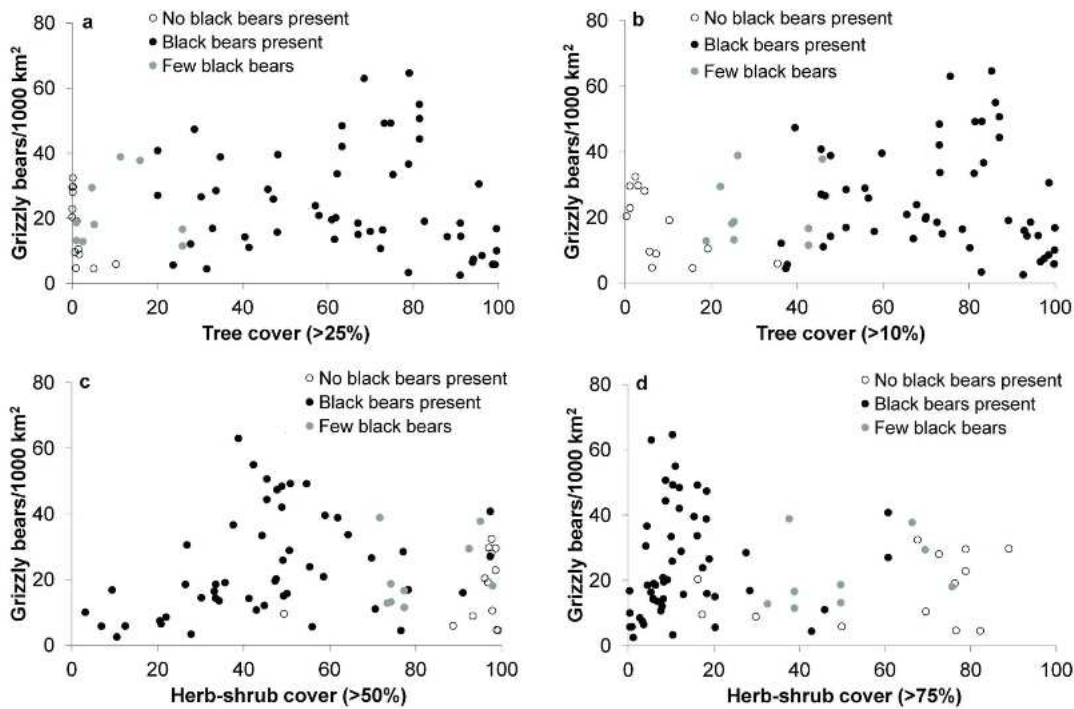 a
No black bears present
Black bears present
Few black bears
Grizzly bears/1000 km²
80
60
40
20
0
0 20 40 60 80 100
Tree cover (>25%)
b
No black bears present
Black bears present
Few black bears
Grizzly bears/1000 km²
80
60
40
20
0
0 20 40 60 80 100
Tree cover (>10%)
c
No black bears present
Black bears present
Few black bears
Grizzly bears/1000 km²
80
60
40
20
0
0 20 40 60 80 100
Herb-shrub cover (>50%)
d
No black bears present
Black bears present
Few black bears
Grizzly bears/1000 km²
80
60
40
20
0
0 20 40 60 80 100
Herb-shrub cover (>75%)